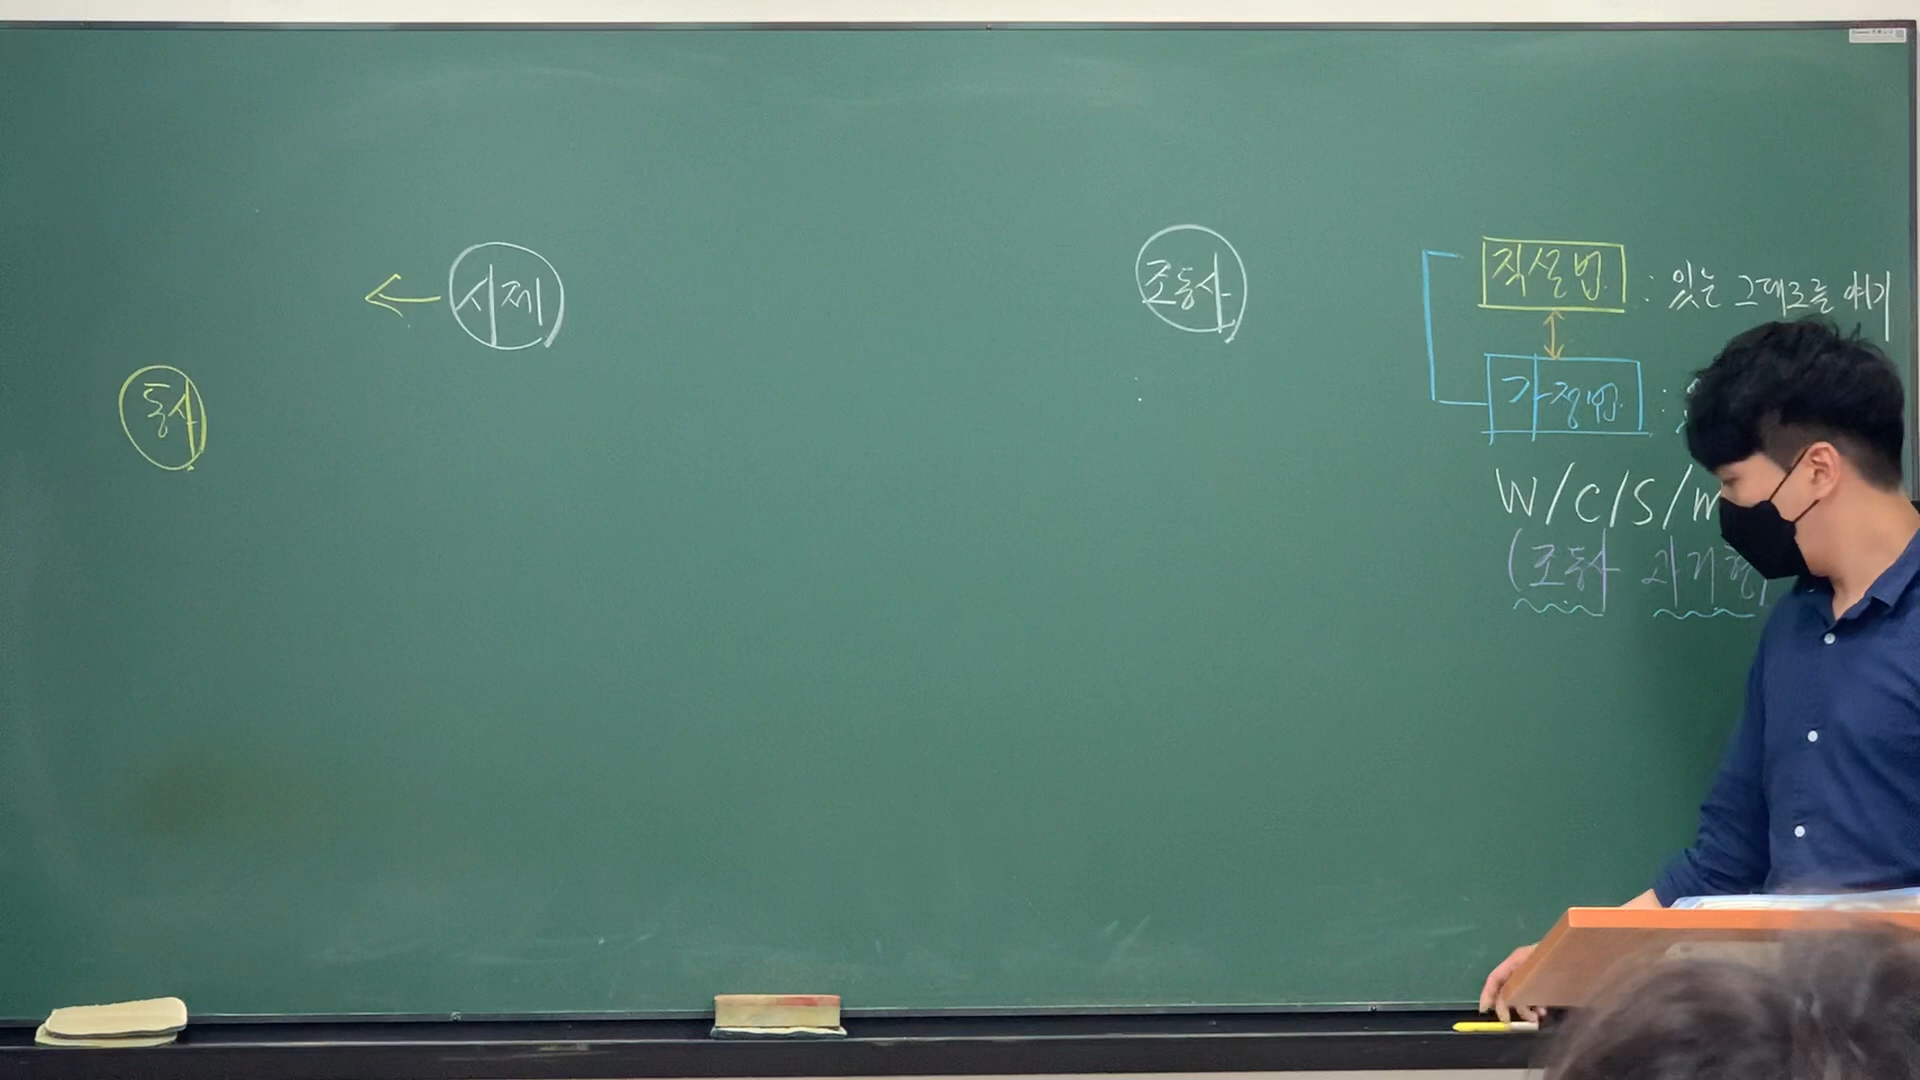 동사
← 시제
조동사
직설법 : 있는 그대로를 얘기
↕
가정법 :
W/C/S/m
(조동사 과거형)